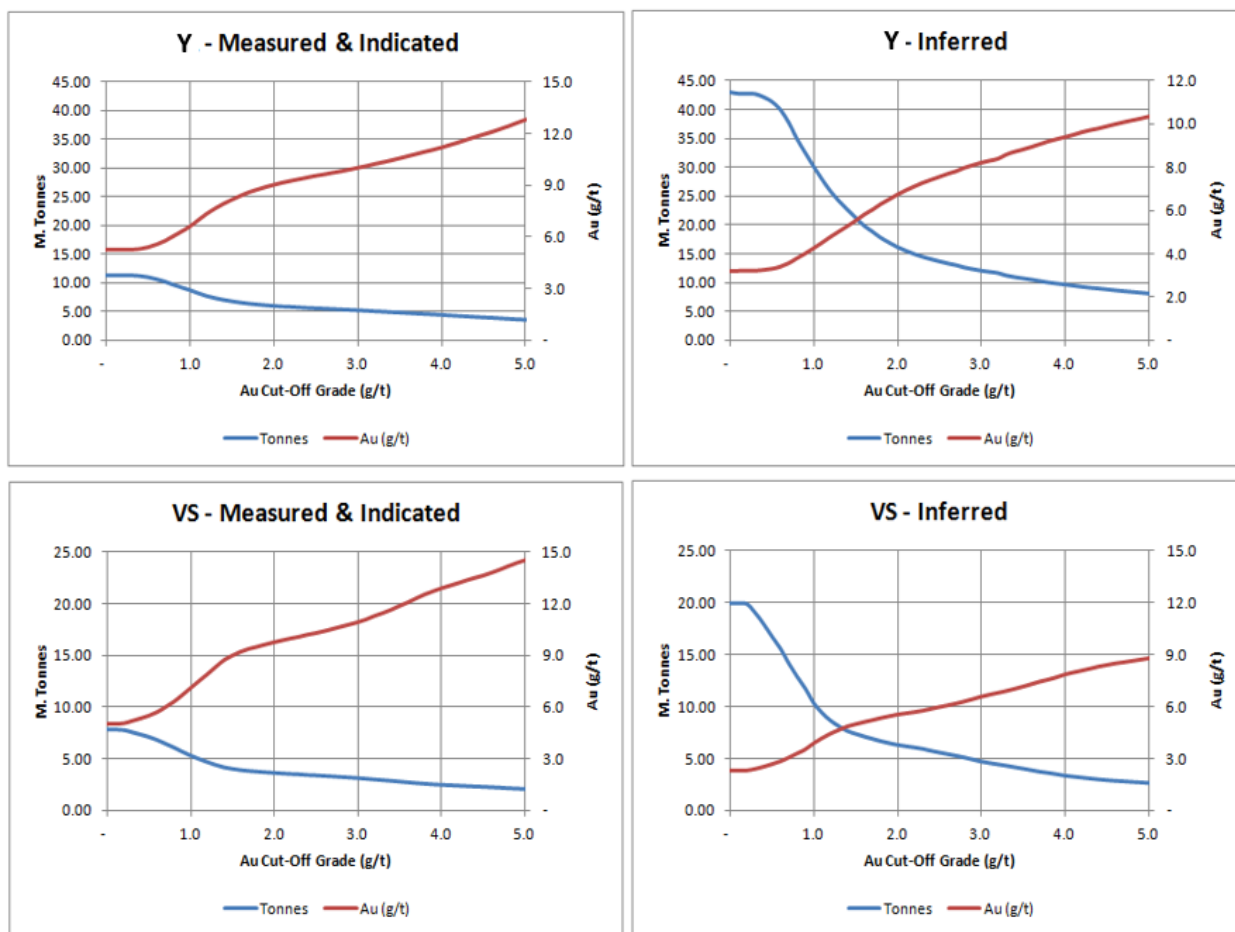 Y - Measured & Indicated
45.00
40.00
35.00
30.00
25.00
20.00
15.00
10.00
5.00
0.00
M. Tonnes
15.0
12.0
9.0
6.0
3.0
-
Au (g/t)
- 1.0 2.0 3.0 4.0 5.0
Au Cut-Off Grade (g/t)
Tonnes Au (g/t)
Y - Inferred
45.00
40.00
35.00
30.00
25.00
20.00
15.00
10.00
5.00
0.00
M. Tonnes
12.0
10.0
8.0
6.0
4.0
2.0
-
Au (g/t)
- 1.0 2.0 3.0 4.0 5.0
Au Cut-Off Grade (g/t)
Tonnes Au (g/t)
VS - Measured & Indicated
25.00
20.00
15.00
10.00
5.00
0.00
M. Tonnes
15.0
12.0
9.0
6.0
3.0
-
Au (g/t)
- 1.0 2.0 3.0 4.0 5.0
Au Cut-Off Grade (g/t)
Tonnes Au (g/t)
VS - Inferred
25.00
20.00
15.00
10.00
5.00
0.00
M. Tonnes
15.0
12.0
9.0
6.0
3.0
-
Au (g/t)
- 1.0 2.0 3.0 4.0 5.0
Au Cut-Off Grade (g/t)
Tonnes Au (g/t)